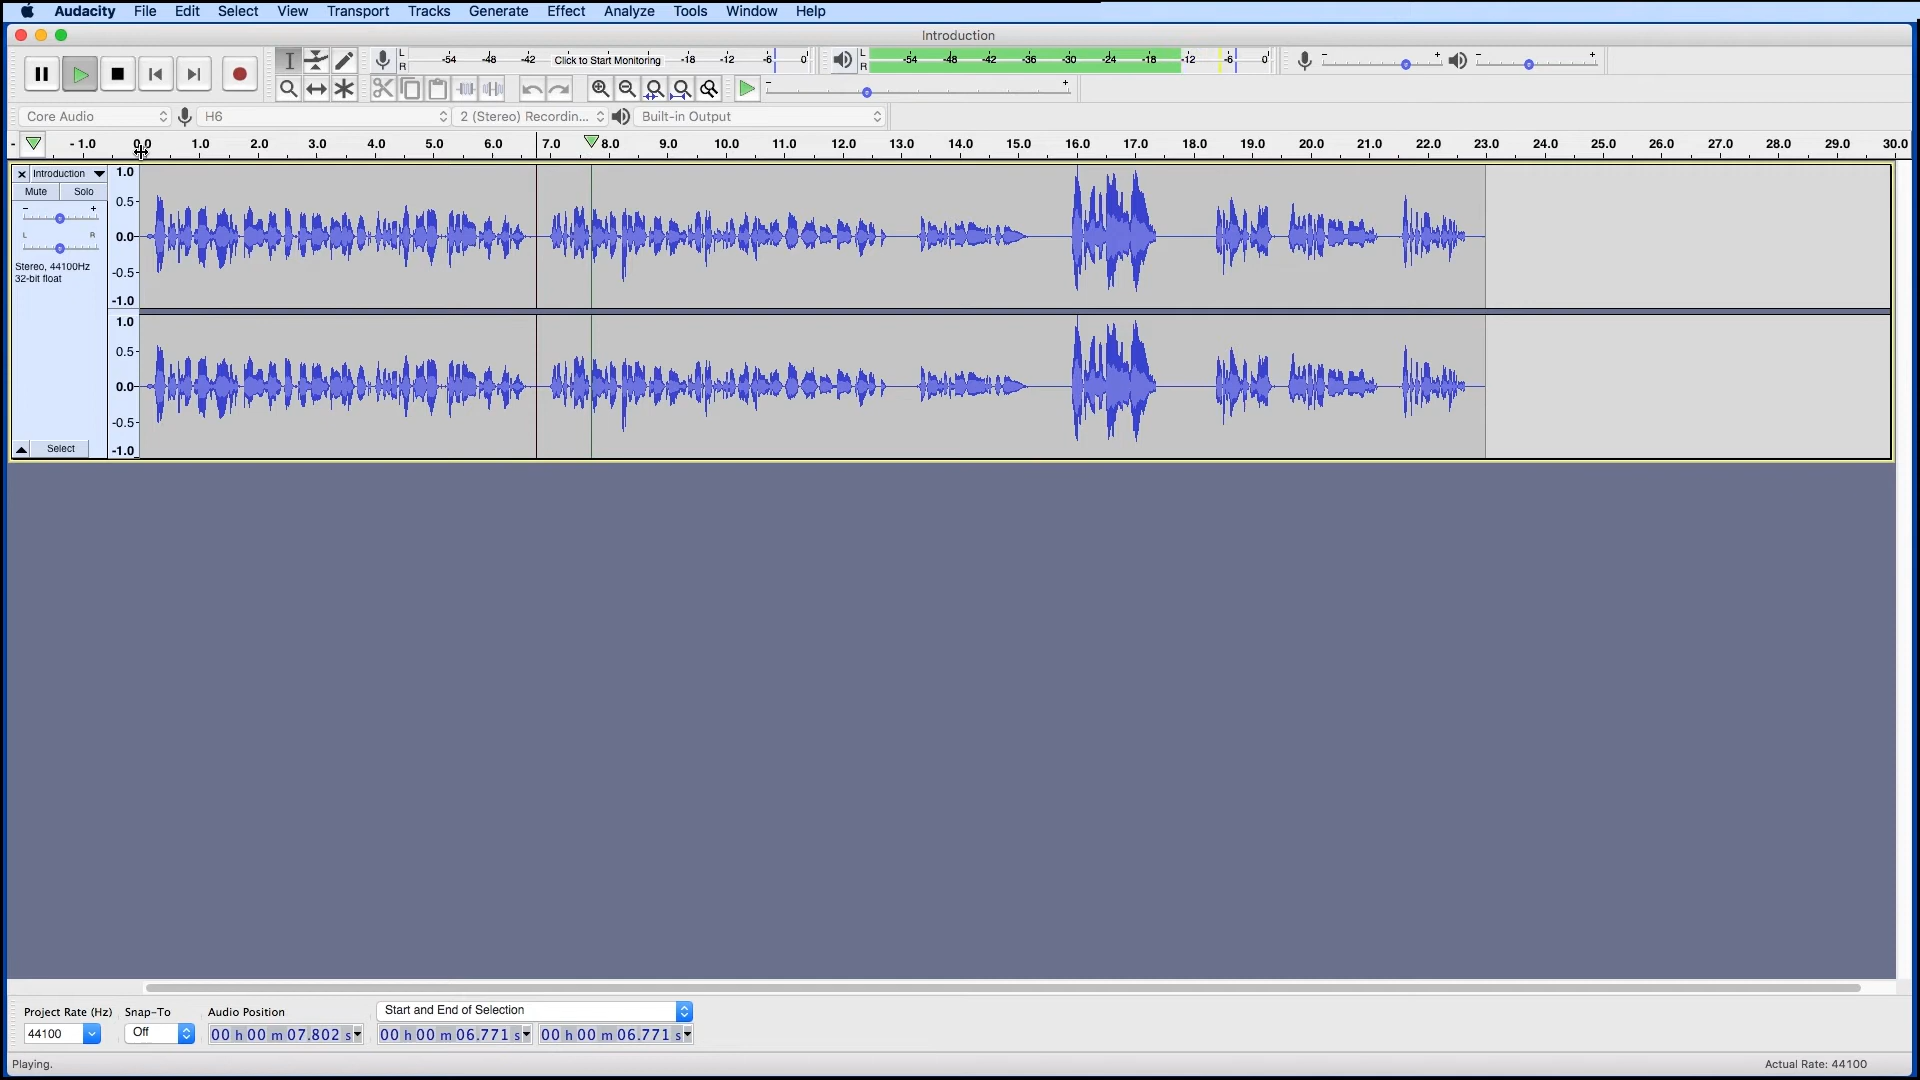 Audacity File Edit Select View Transport Tracks Generate Effect Analyze Tools Window Help
Introduction
L R -54 -48 -42 Click to Start Monitoring -18 -12 -6 0 L R -54 -48 -42 -36 -30 -24 -18 -12 -6 0 - + - +
- +
Core Audio H6 2 (Stereo) Recordin... Built-in Output
- - 1.0 0.0 1.0 2.0 3.0 4.0 5.0 6.0 7.0 8.0 9.0 10.0 11.0 12.0 13.0 14.0 15.0 16.0 17.0 18.0 19.0 20.0 21.0 22.0 23.0 24.0 25.0 26.0 27.0 28.0 29.0 30.0
Introduction 1.0
Mute Solo
- + 0.5
L R 0.0
Stereo, 44100Hz -0.5
32-bit float
-1.0
1.0
0.5
0.0
-0.5
Select -1.0
Project Rate (Hz) Snap-To Audio Position Start and End of Selection
44100 Off 00 h 00 m 07.802 s 00 h 00 m 06.771 s 00 h 00 m 06.771 s
Playing. Actual Rate: 44100